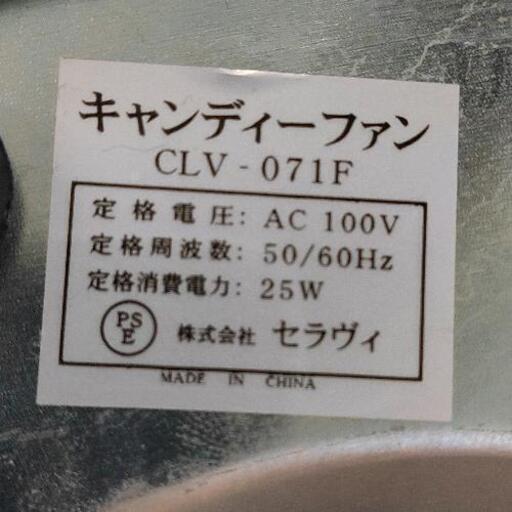 キャンディーファン
CLV-071F
定格電圧: AC 100V
定格周波数: 50/60Hz
定格消費電力: 25W
PS
E
株式会社 セラヴィ
MADE IN CHINA